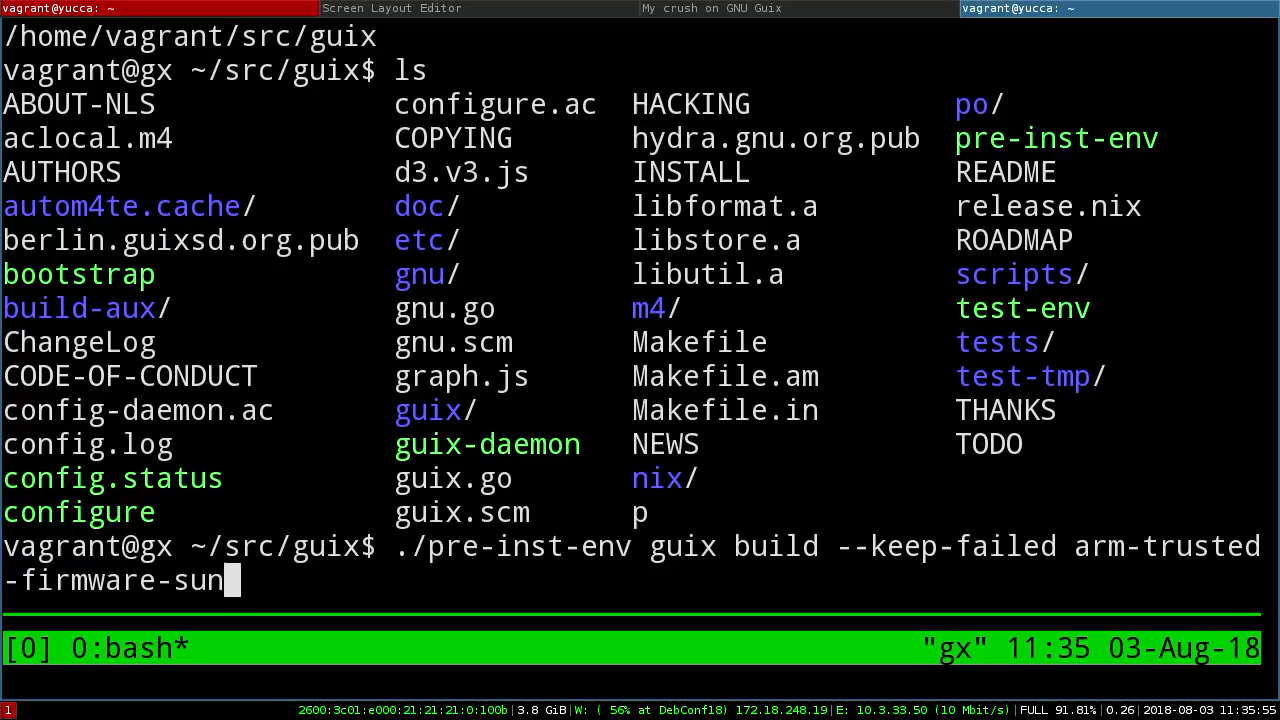 vagrant@yucca: ~ Screen Layout Editor My crush on GNU Guix vagrant@yucca: ~
/home/vagrant/src/guix
vagrant@gx ~/src/guix$ ls
ABOUT-NLS configure.ac HACKING po/
aclocal.m4 COPYING hydra.gnu.org.pub pre-inst-env
AUTHORS d3.v3.js INSTALL README
autom4te.cache/ doc/ libformat.a release.nix
berlin.guixsd.org.pub etc/ libstore.a ROADMAP
bootstrap gnu/ libutil.a scripts/
build-aux/ gnu.go m4/ test-env
ChangeLog gnu.scm Makefile tests/
CODE-OF-CONDUCT graph.js Makefile.am test-tmp/
config-daemon.ac guix/ Makefile.in THANKS
config.log guix-daemon NEWS TODO
config.status guix.go nix/
configure guix.scm p
vagrant@gx ~/src/guix$ ./pre-inst-env guix build --keep-failed arm-trusted
-firmware-sun
[0] 0:bash* "gx" 11:35 03-Aug-18
1 2600:3c01:e000:21:21:21:0:100b|3.8 GiB|W: ( 56% at DebConf18) 172.18.248.19|E: 10.3.33.50 (10 Mbit/s)|FULL 91.81%|0.26|2018-08-03 11:35:55